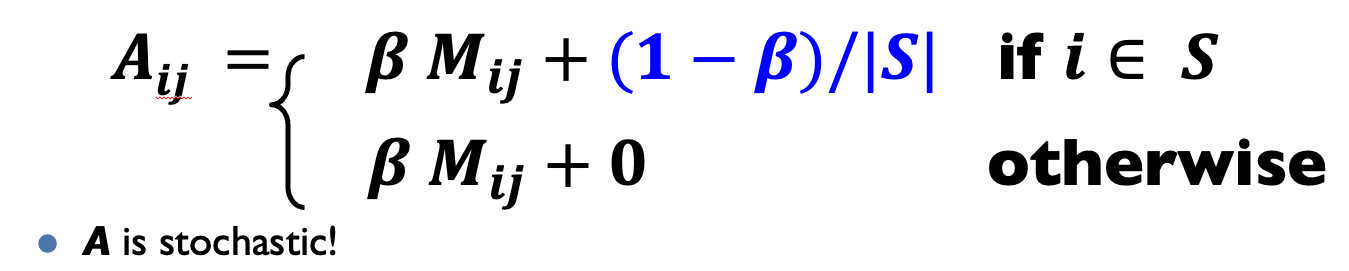 A_ij = { β M_ij + (1 − β)/|S| if i ∈ S
β M_ij + 0 otherwise
• A is stochastic!